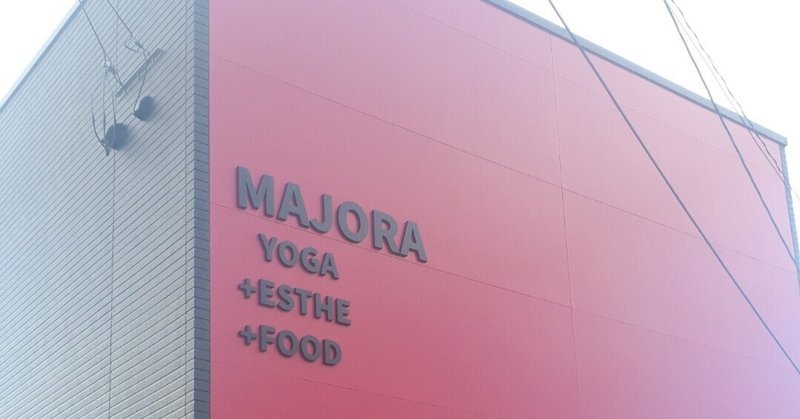 MAJORA
YOGA
+ESTHE
+FOOD